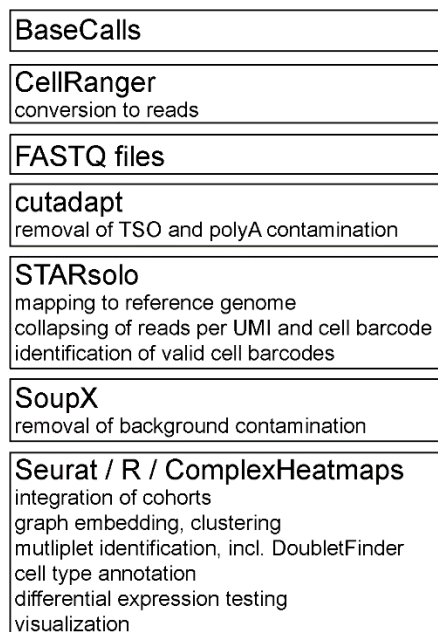 BaseCalls
CellRanger
conversion to reads
FASTQ files
cutadapt
removal of TSO and polyA contamination
STARsolo
mapping to reference genome
collapsing of reads per UMI and cell barcode
identification of valid cell barcodes
SoupX
removal of background contamination
Seurat / R / ComplexHeatmaps
integration of cohorts
graph embedding, clustering
mutliplet identification, incl. DoubletFinder
cell type annotation
differential expression testing
visualization